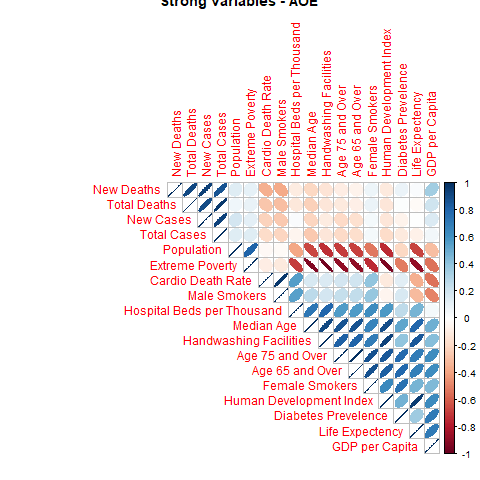 Strong Variables - AOE
New Deaths
Total Deaths
New Cases
Total Cases
Population
Extreme Poverty
Cardio Death Rate
Male Smokers
Hospital Beds per Thousand
Median Age
Handwashing Facilities
Age 75 and Over
Age 65 and Over
Female Smokers
Human Development Index
Diabetes Prevelence
Life Expectency
GDP per Capita
New Deaths
Total Deaths
New Cases
Total Cases
Population
Extreme Poverty
Cardio Death Rate
Male Smokers
Hospital Beds per Thousand
Median Age
Handwashing Facilities
Age 75 and Over
Age 65 and Over
Female Smokers
Human Development Index
Diabetes Prevelence
Life Expectency
GDP per Capita
1
0.8
0.6
0.4
0.2
0
-0.2
-0.4
-0.6
-0.8
-1